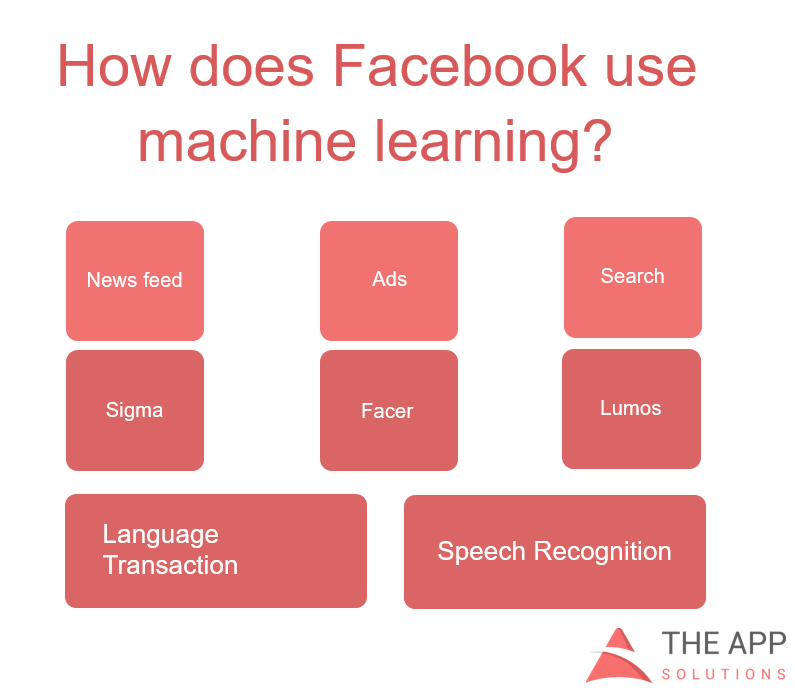 How does Facebook use
machine learning?
News feed
Ads
Search
Sigma
Facer
Lumos
Language
Transaction
Speech Recognition
THE APP
SOLUTIONS